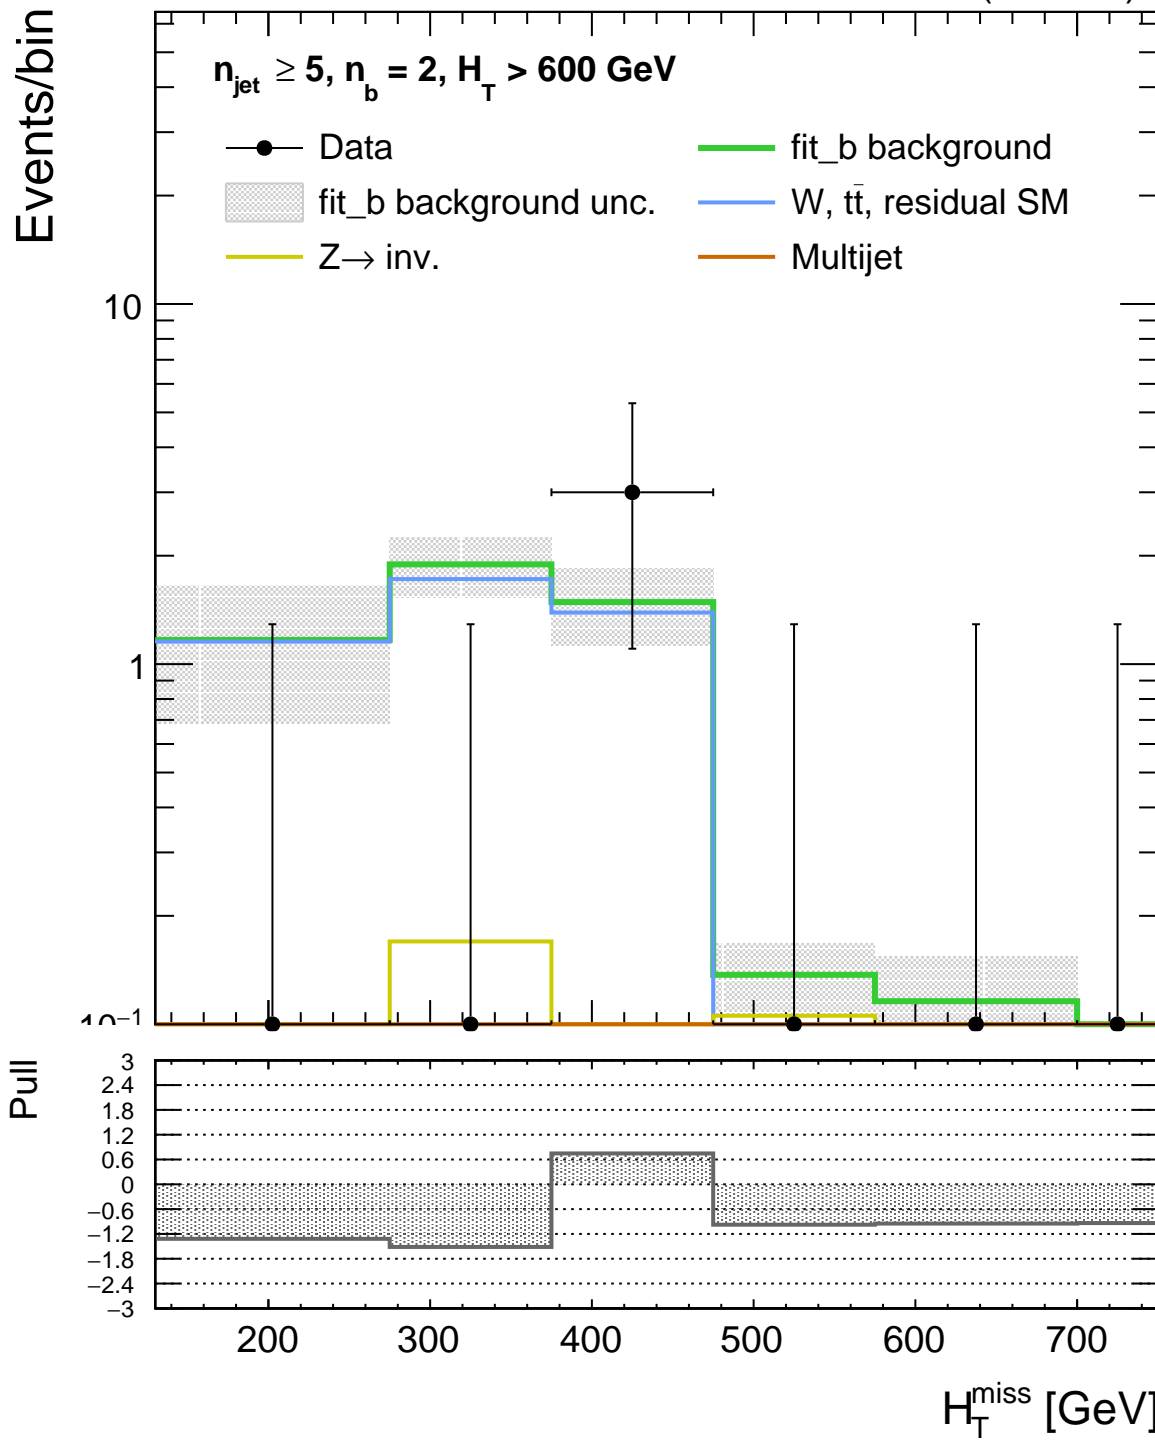 Events/bin
n_jet ≥ 5, n_b = 2, H_T > 600 GeV
Data
fit_b background
fit_b background unc.
W, tt̄, residual SM
Z→ inv.
Multijet
10
1
10⁻¹
Pull
3
2.4
1.8
1.2
0.6
0
−0.6
−1.2
−1.8
−2.4
−3
200 300 400 500 600 700
H_T^miss [GeV]